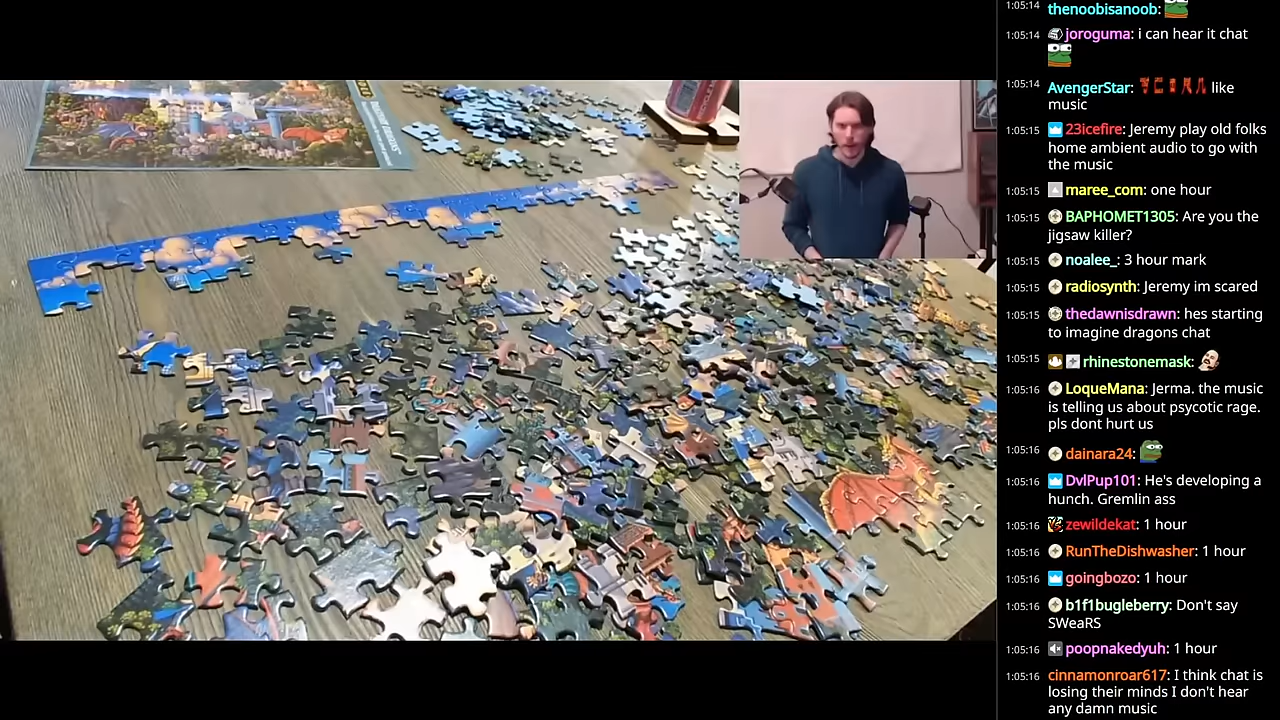 1:05:14
thenoobisanoob:
1:05:14 joroguma: i can hear it chat
1:05:14
AvengerStar: like
music
1:05:15 23icefire: Jeremy play old folks
home ambient audio to go with
the music
1:05:15 maree_com: one hour
1:05:15 BAPHOMET1305: Are you the
jigsaw killer?
1:05:15 noalee_: 3 hour mark
1:05:15 radiosynth: Jeremy im scared
1:05:15 thedawnisdrawn: hes starting
to imagine dragons chat
1:05:15 rhinestonemask:
1:05:16 LoqueMana: Jerma. the music
is telling us about psycotic rage.
pls dont hurt us
1:05:16 dainara24:
1:05:16 DvlPup101: He's developing a
hunch. Gremlin ass
1:05:16 zewildekat: 1 hour
1:05:16 RunTheDishwasher: 1 hour
1:05:16 goingbozo: 1 hour
1:05:16 b1f1bugleberry: Don't say
SWeaRS
1:05:16 poopnakedyuh: 1 hour
1:05:16 cinnamonroar617: I think chat is
losing their minds I don't hear
any damn music